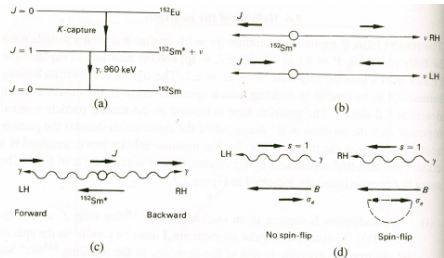 J = 0
¹⁵²Eu
K-capture
J = 1
¹⁵²Sm* + ν
γ, 960 keV
J = 0
¹⁵²Sm
(a)
J
ν RH
¹⁵²Sm*
J
ν LH
(b)
J
γ
γ
LH
¹⁵²Sm*
RH
Forward
Backward
(c)
s = 1
s = 1
LH
γ
RH
γ
B
B
σₑ
σₑ
No spin-flip
Spin-flip
(d)